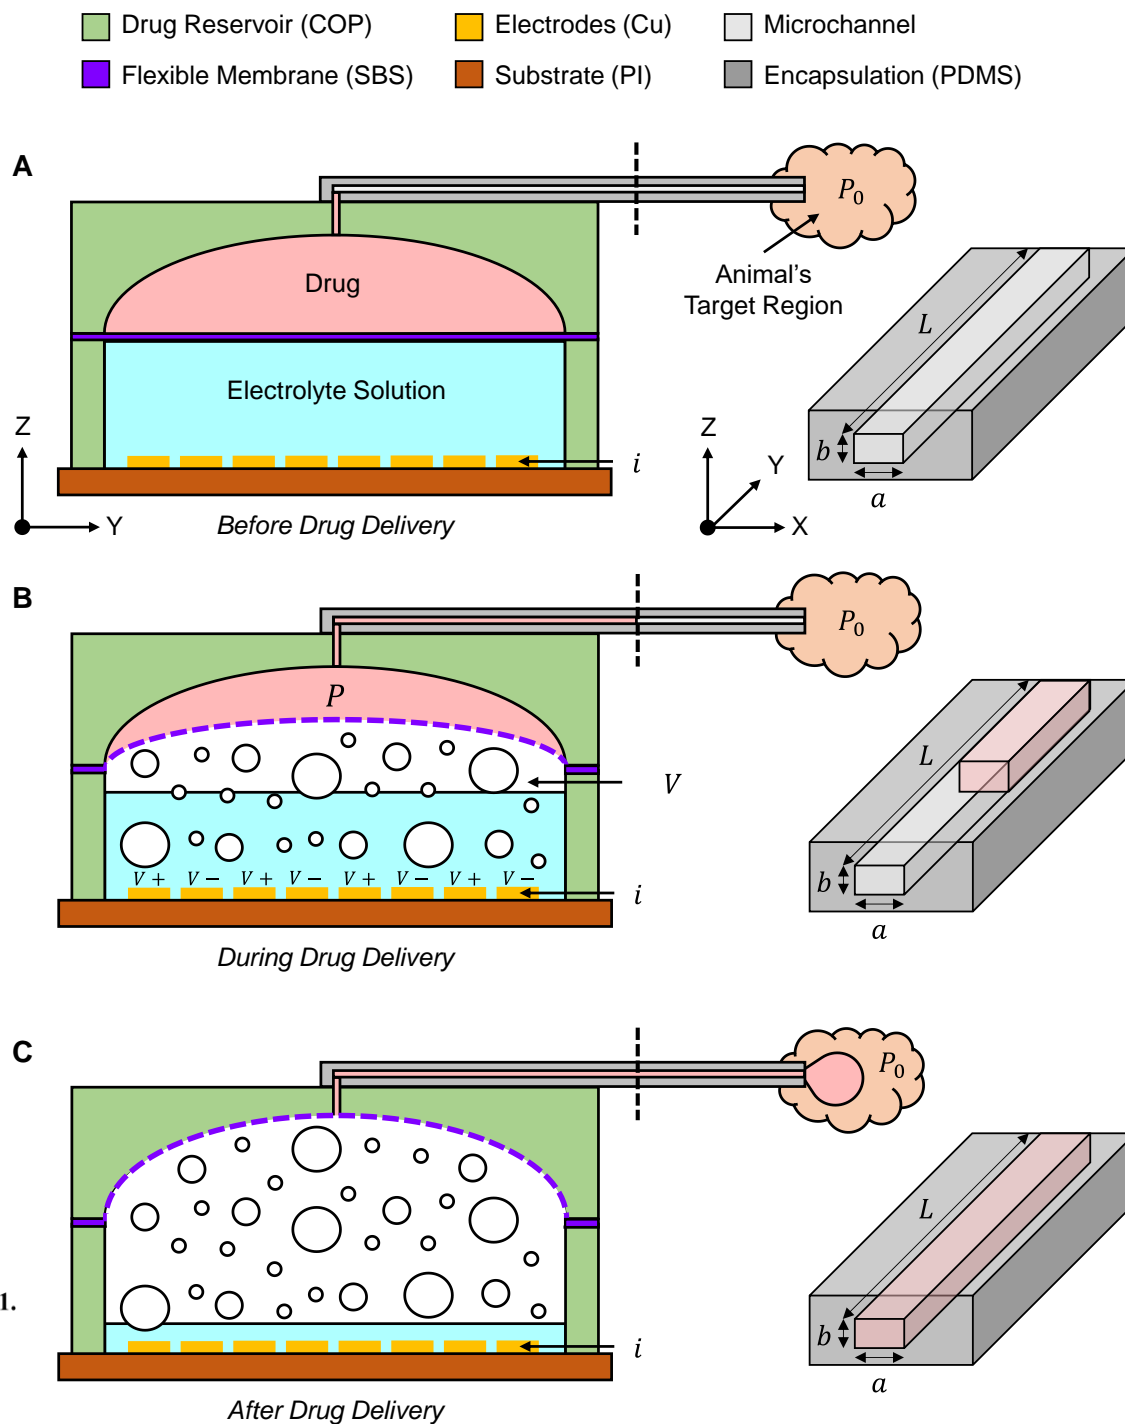 Drug Reservoir (COP) Electrodes (Cu) Microchannel
Flexible Membrane (SBS) Substrate (PI) Encapsulation (PDMS)
A
P₀
Drug
Animal's
Target Region
L
Electrolyte Solution
Z
Z
Y
b
i
a
Y
X
Before Drug Delivery
B
P₀
P
L
V
V + V − V + V − V + V − V + V −
b
i
a
During Drug Delivery
C
P₀
L
1.
b
i
a
After Drug Delivery